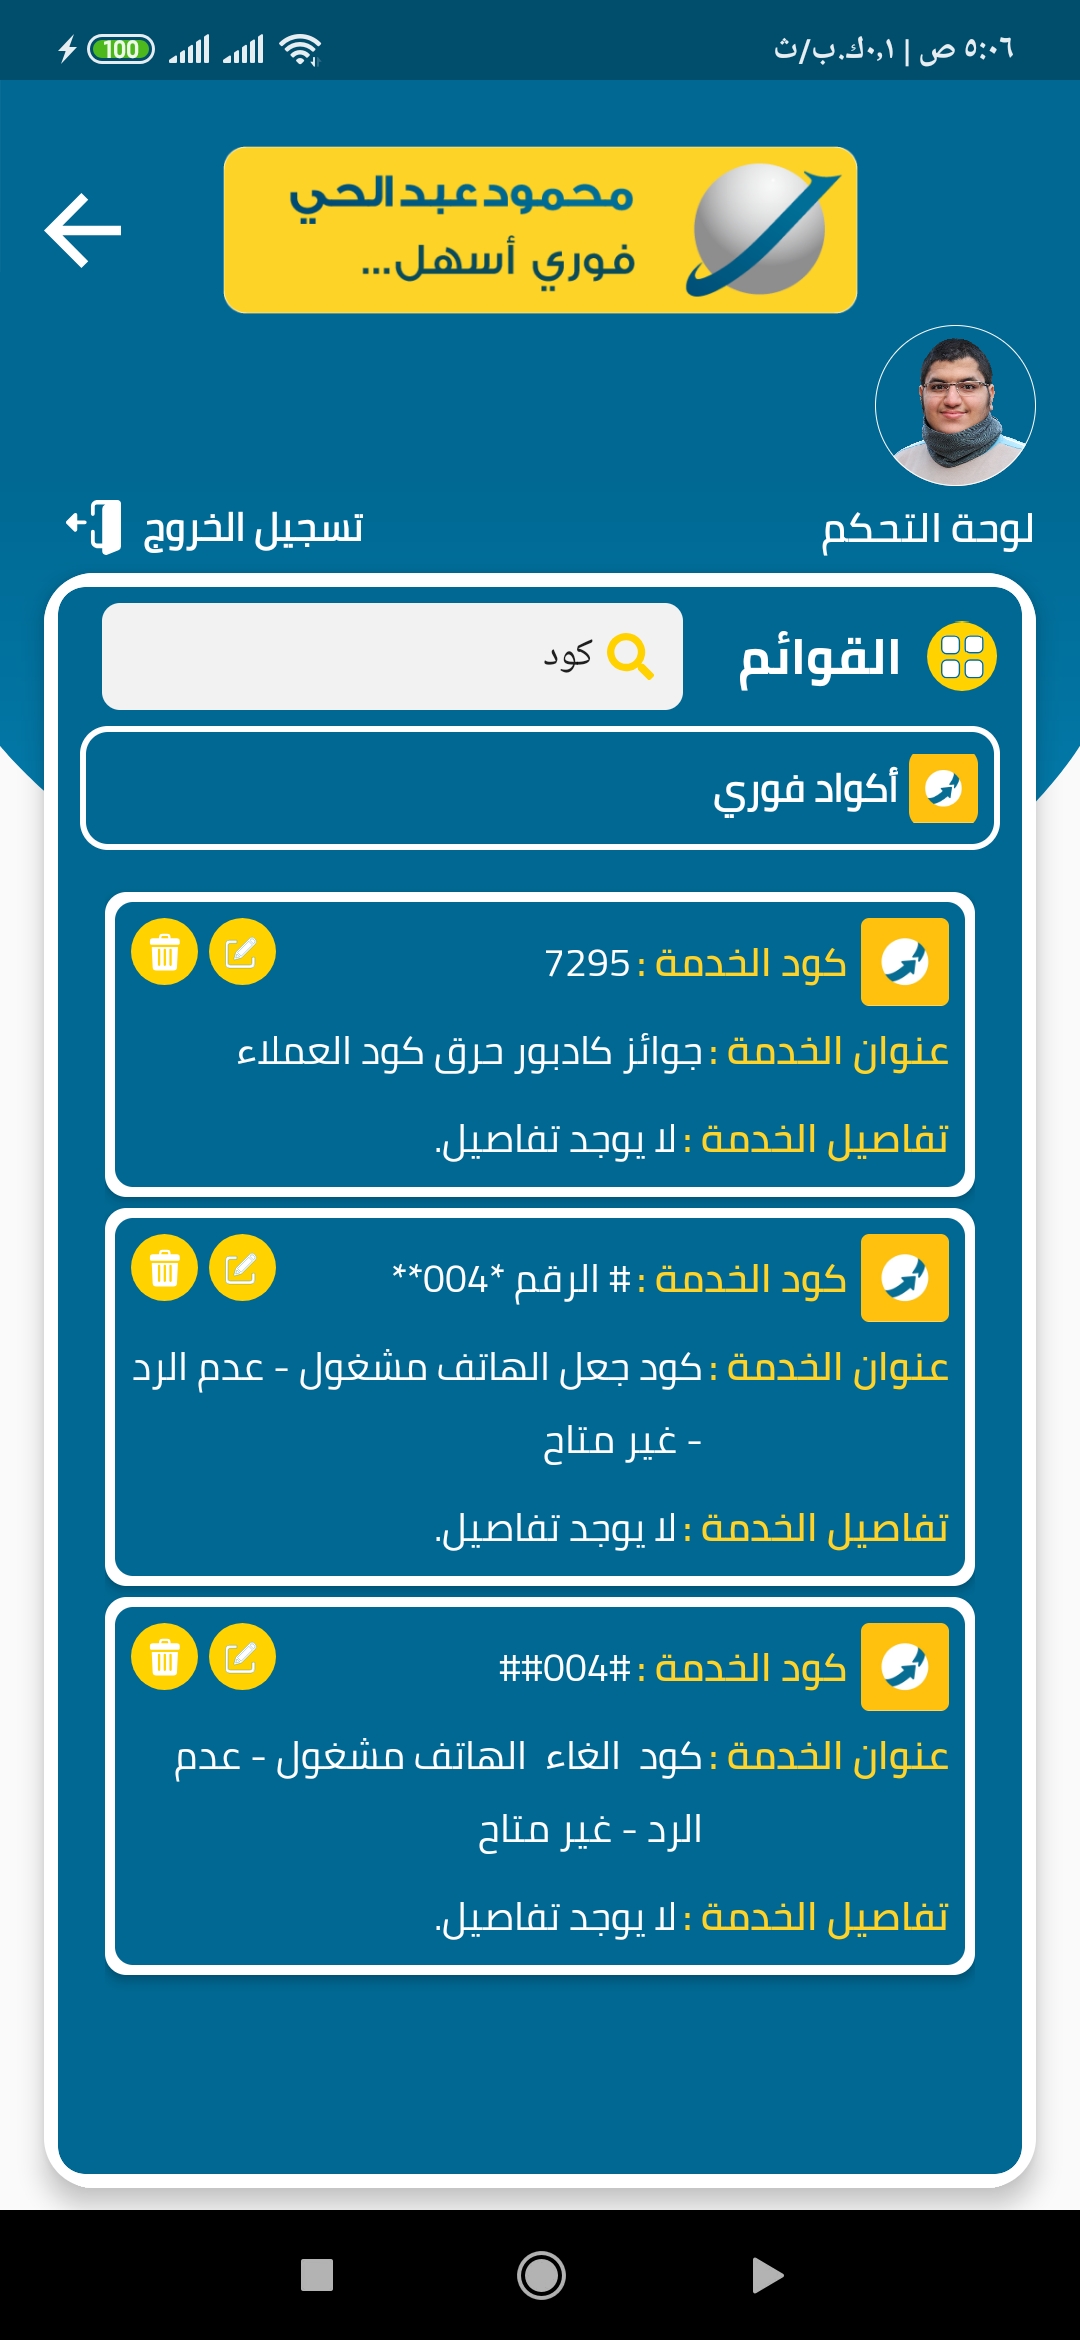 ٥:٠٦ ص | ٠,١ك.ب/ث
100
محمود عبد الحي
فوري أسهل...
لوحة التحكم
تسجيل الخروج
القوائم
كود
أكواد فوري
كود الخدمة : 7295
عنوان الخدمة : جوائز كادبور حرق كود العملاء
تفاصيل الخدمة : لا يوجد تفاصيل.
كود الخدمة : # الرقم *004**
عنوان الخدمة : كود جعل الهاتف مشغول - عدم الرد
- غير متاح
تفاصيل الخدمة : لا يوجد تفاصيل.
كود الخدمة : ##004#
عنوان الخدمة : كود الغاء الهاتف مشغول - عدم
الرد - غير متاح
تفاصيل الخدمة : لا يوجد تفاصيل.